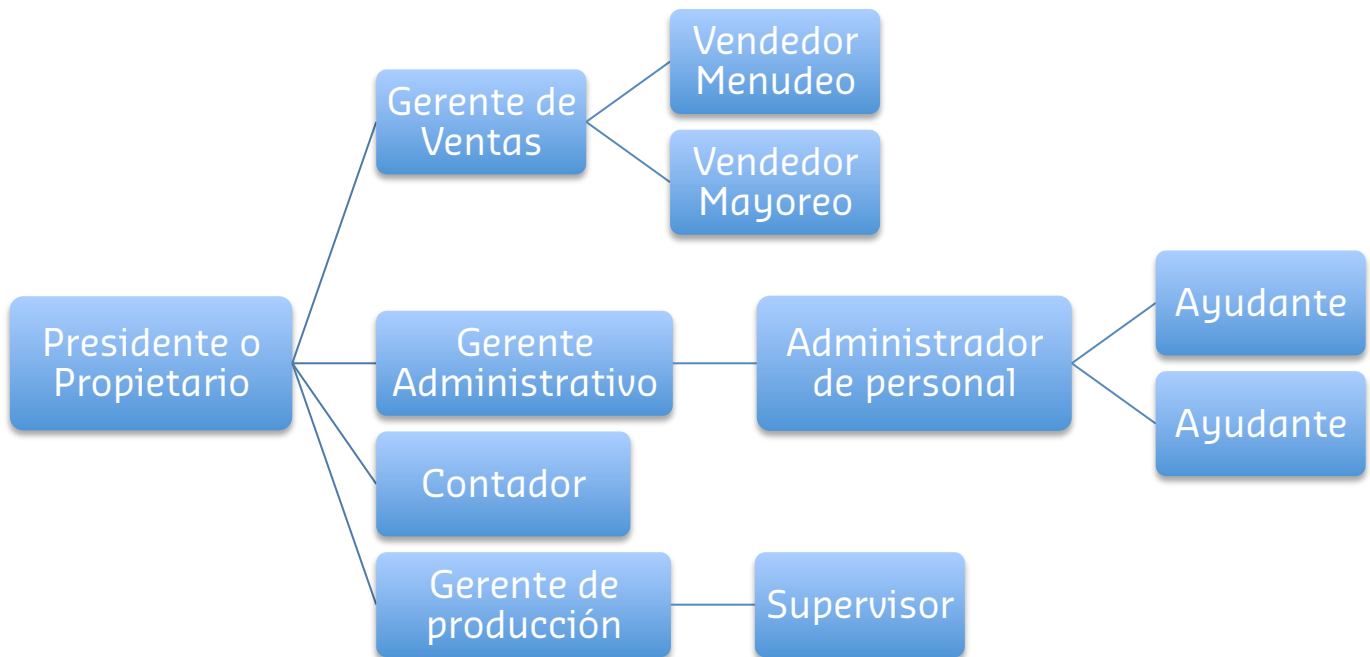 Vendedor
Menudeo
Gerente de
Ventas
Vendedor
Mayoreo
Presidente o
Propietario
Gerente
Administrativo
Administrador
de personal
Ayudante
Ayudante
Contador
Gerente de
producción
Supervisor